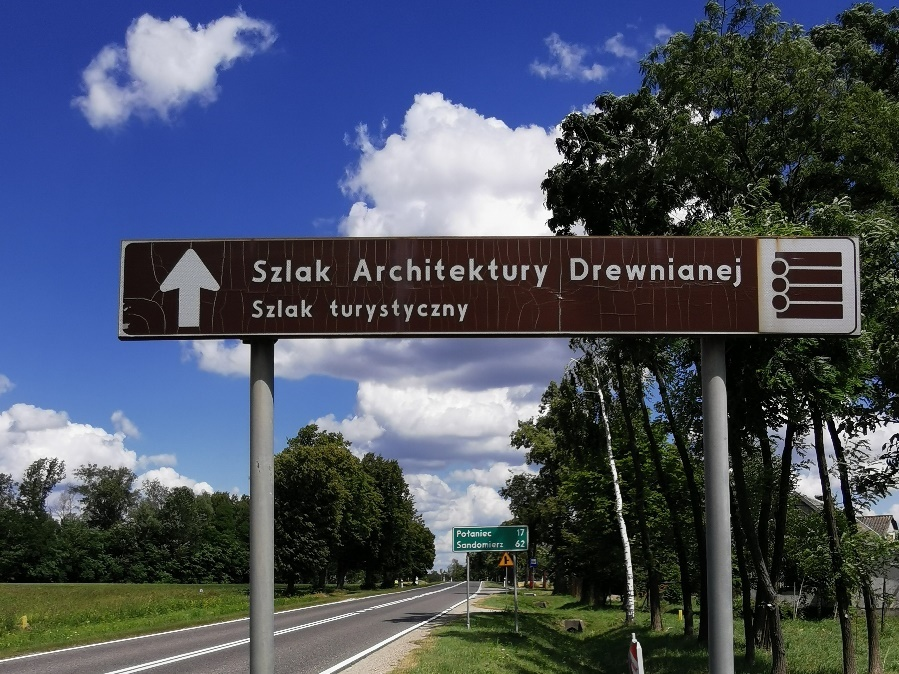 Szlak Architektury Drewnianej
Szlak turystyczny
Połaniec 17
Sandomierz 62